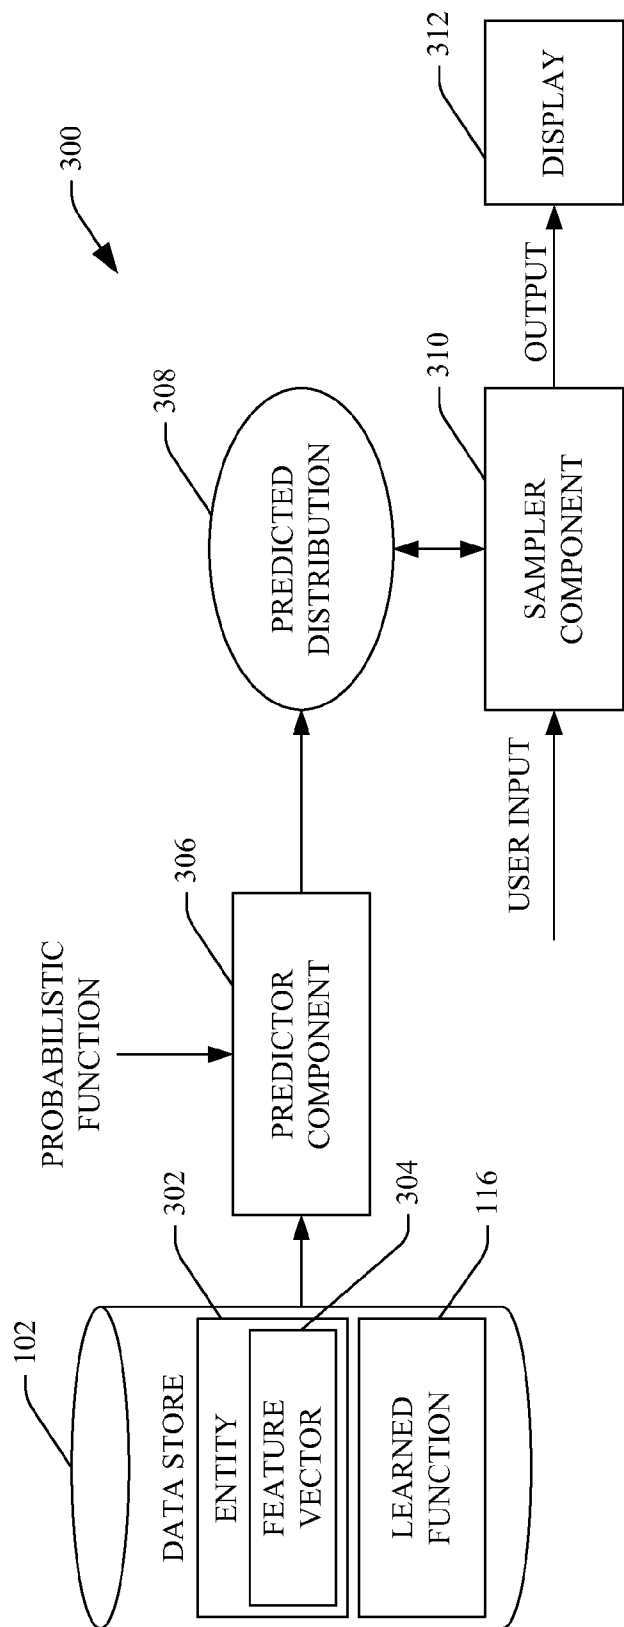 300
102
DATA STORE
302
ENTITY
304
FEATURE
VECTOR
116
LEARNED
FUNCTION
PROBABILISTIC
FUNCTION
306
PREDICTOR
COMPONENT
308
PREDICTED
DISTRIBUTION
USER INPUT
310
SAMPLER
COMPONENT
OUTPUT
312
DISPLAY